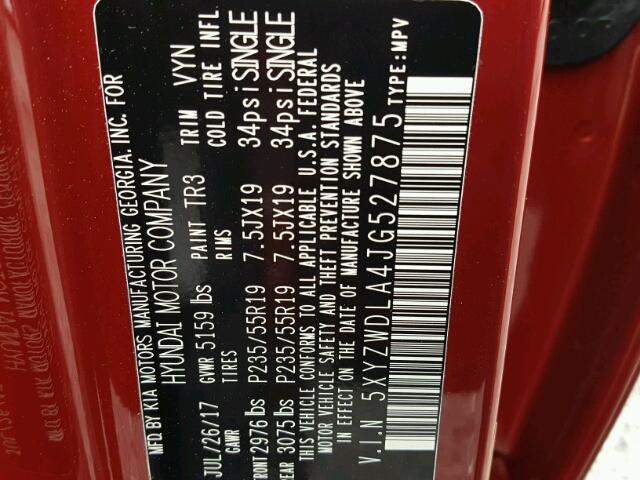 MFD BY KIA MOTORS MANUFACTURING GEORGIA. INC. FOR
HYUNDAI MOTOR COMPANY
JUL/26/17 GVWR 5159 lbs PAINT TR3 TRIM VYN
GAWR TIRES RIMS COLD TIRE INFL
FRONT 2976 lbs P235/55R19 7.5JX19 34psi SINGLE
REAR 3075 lbs P235/55R19 7.5JX19 34psi SINGLE
THIS VEHICLE CONFORMS TO ALL APPLICABLE U.S.A. FEDERAL
MOTOR VEHICLE SAFETY AND THEFT PREVENTION STANDARDS
IN EFFECT ON THE DATE OF MANUFACTURE SHOWN ABOVE.
V.I.N 5XYZWDLA4JG527875 TYPE: MPV